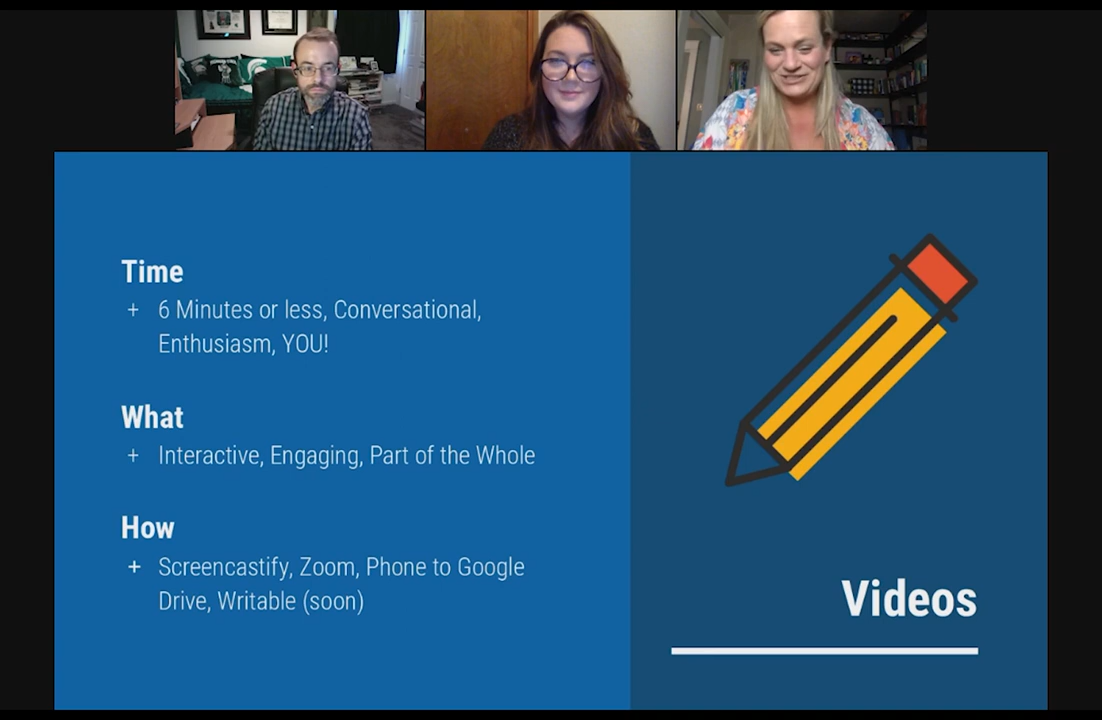 Time
+ 6 Minutes or less, Conversational,
Enthusiasm, YOU!
What
+ Interactive, Engaging, Part of the Whole
How
+ Screencastify, Zoom, Phone to Google
Drive, Writable (soon)
Videos